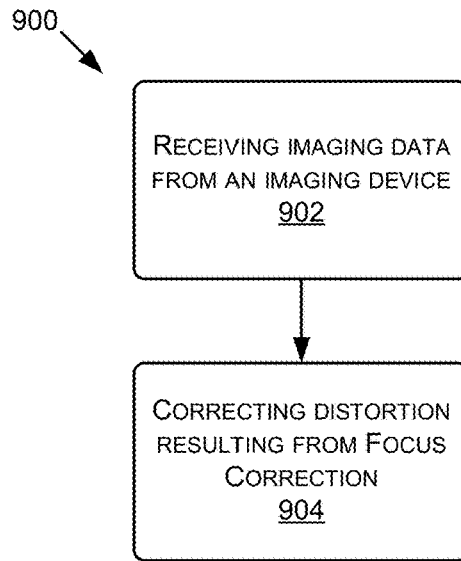 900
RECEIVING IMAGING DATA
FROM AN IMAGING DEVICE
902
CORRECTING DISTORTION
RESULTING FROM FOCUS
CORRECTION
904